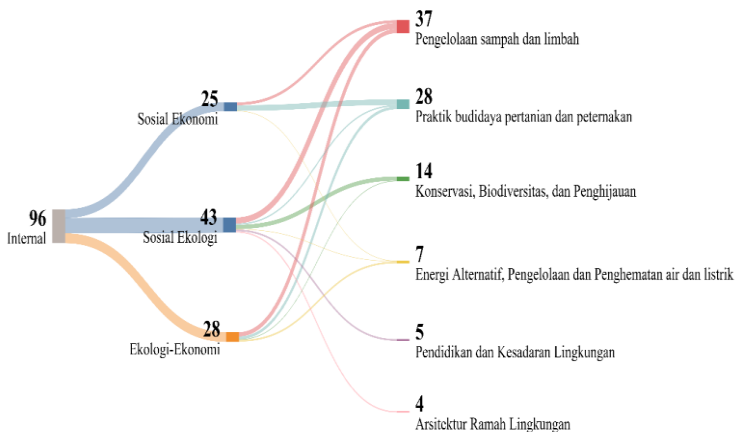 96
Internal
25
Sosial Ekonomi
43
Sosial Ekologi
28
Ekologi-Ekonomi
37
Pengelolaan sampah dan limbah
28
Praktik budidaya pertanian dan peternakan
14
Konservasi, Biodiversitas, dan Penghijauan
7
Energi Alternatif, Pengelolaan dan Penghematan air dan listrik
5
Pendidikan dan Kesadaran Lingkungan
4
Arsitektur Ramah Lingkungan